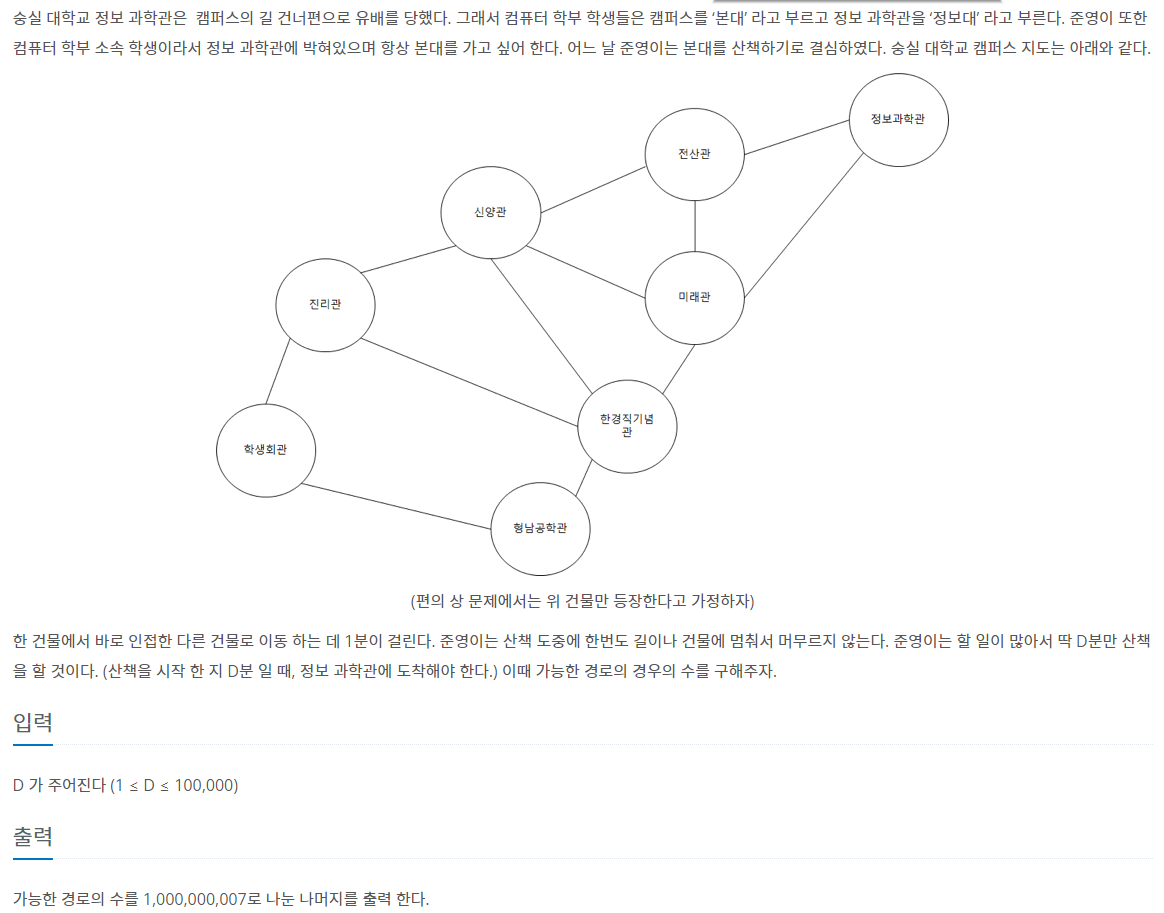 숭실 대학교 정보 과학관은 캠퍼스의 길 건너편으로 유배를 당했다. 그래서 컴퓨터 학부 학생들은 캠퍼스를 ‘본대’ 라고 부르고 정보 과학관을 ‘정보대’ 라고 부른다. 준영이 또한
컴퓨터 학부 소속 학생이라서 정보 과학관에 박혀있으며 항상 본대를 가고 싶어 한다. 어느 날 준영이는 본대를 산책하기로 결심하였다. 숭실 대학교 캠퍼스 지도는 아래와 같다.
정보과학관
전산관
신양관
미래관
진리관
한경직기념
관
학생회관
형남공학관
(편의 상 문제에서는 위 건물만 등장한다고 가정하자)
한 건물에서 바로 인접한 다른 건물로 이동 하는 데 1분이 걸린다. 준영이는 산책 도중에 한번도 길이나 건물에 멈춰서 머무르지 않는다. 준영이는 할 일이 많아서 딱 D분만 산책
을 할 것이다. (산책을 시작 한 지 D분 일 때, 정보 과학관에 도착해야 한다.) 이때 가능한 경로의 경우의 수를 구해주자.
입력
D 가 주어진다 (1 ≤ D ≤ 100,000)
출력
가능한 경로의 수를 1,000,000,007로 나눈 나머지를 출력 한다.